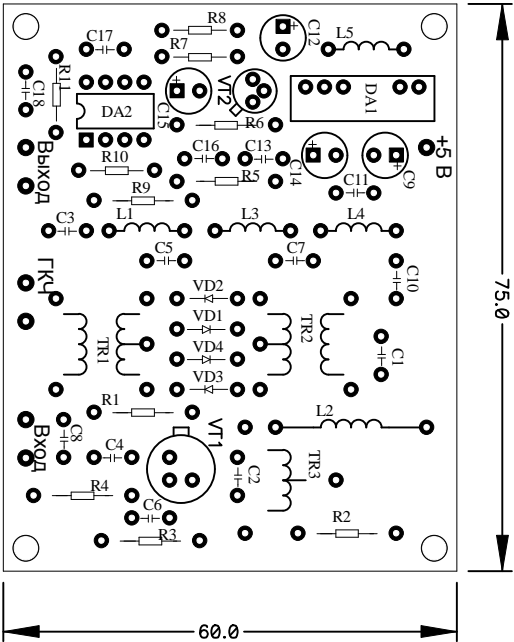 R8
C12
L5
C17
R7
C18
R11
VT2
DA1
DA2
C15
R6
+5 В
Выход
C16
C13
C14
C11
C9
R10
R5
R9
C3
L1
L3
L4
C5
C7
ГКЧ
C10
VD2
VD1
TR1
TR2
VD4
C1
VD3
75.0
R1
L2
Вход
C8
VT1
C4
C2
TR3
R4
C6
R3
R2
60.0